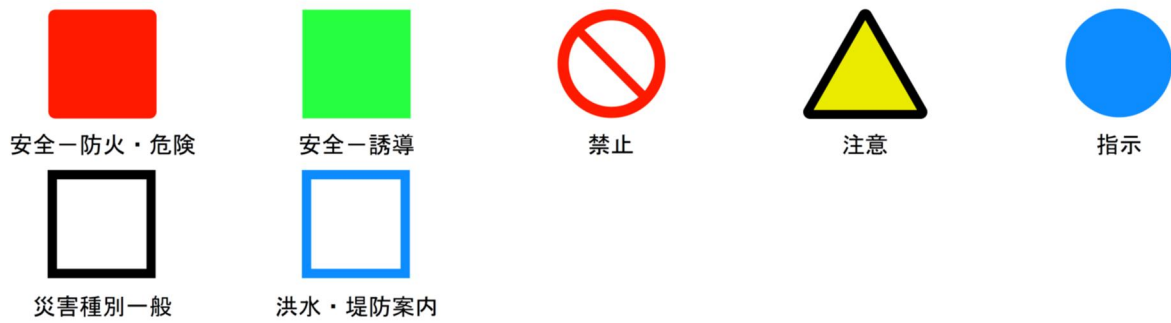 安全－防火・危険
安全－誘導
禁止
注意
指示
災害種別一般
洪水・堤防案内